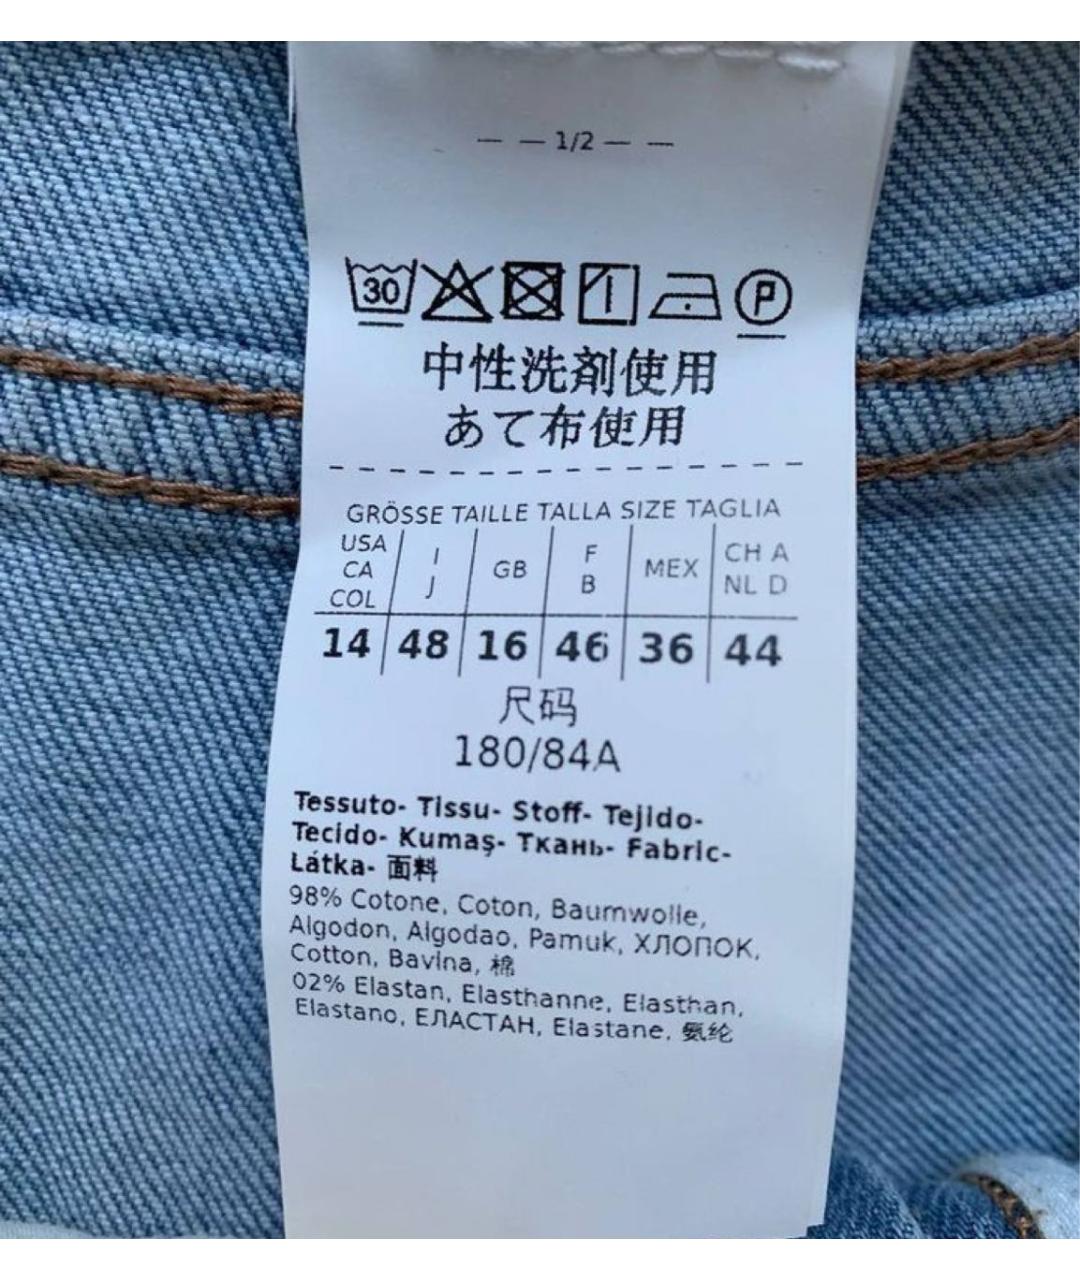 — — 1/2 — —
30 P
中性洗剤使用
あて布使用
GRÖSSE TAILLE TALLA SIZE TAGLIA
USA CA COL | I J | GB | F B | MEX | CH A NL D
14 | 48 | 16 | 46 | 36 | 44
尺码
180/84A
Tessuto- Tissu- Stoff- Tejido-
Tecido- Kumaş- Ткань- Fabric-
Látka- 面料
98% Cotone, Coton, Baumwolle,
Algodon, Algodao, Pamuk, ХЛОПОК,
Cotton, Bavlna, 棉
02% Elastan, Elasthanne, Elasthan,
Elastano, ЕЛАСТАН, Elastane, 氨纶